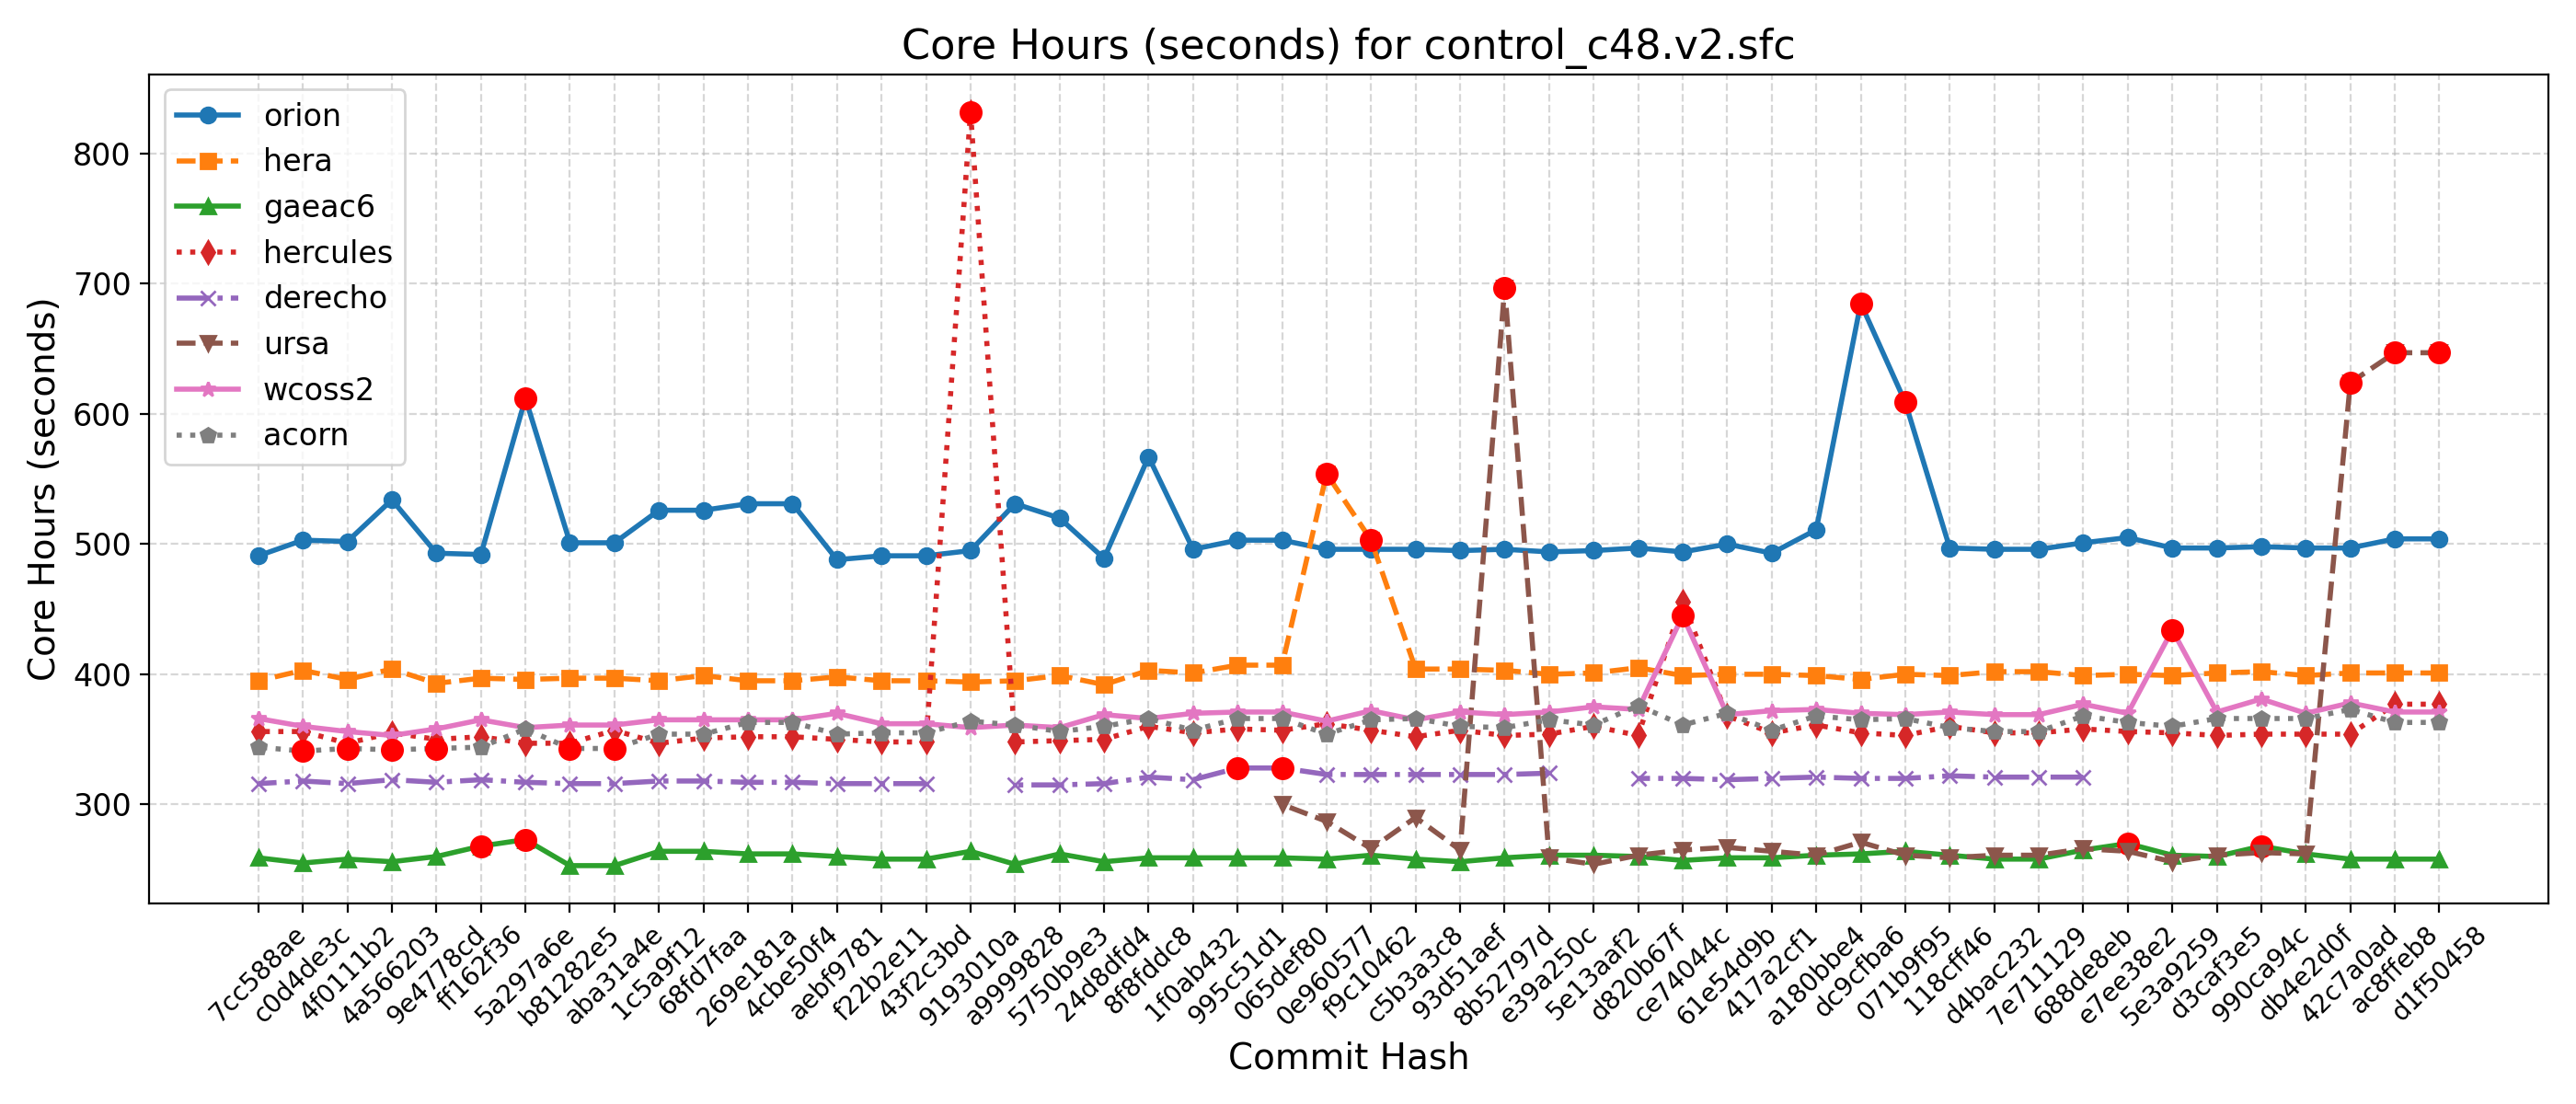 Core Hours (seconds) for control_c48.v2.sfc
Core Hours (seconds)
800
700
600
500
400
300
orion
hera
gaeac6
hercules
derecho
ursa
wcoss2
acorn
7cc588ae
c0d4de3c
4f0111b2
4a566203
9e4778cd
ff162f36
5a297a6e
b81282e5
aba31a4e
1c5a9f12
68fd7faa
269e181a
4cbe50f4
aebf9781
f22b2e11
43f2c3bd
9193010a
a9999828
5750b9e3
24d8dfd4
8f8fddc8
1f0ab432
995c51d1
065def80
0e960577
f9c10462
c5b3a3c8
93d51aef
8b52797d
e39a250c
5e13aaf2
d820b67f
ce74044c
61e54d9b
417a2cf1
a180bbe4
dc9cfba6
071b9f95
118cff46
d4bac232
7e711129
688de8eb
e7ee38e2
5e3a9259
d3caf3e5
990ca94c
db4e2d0f
42c7a0ad
ac8ffeb8
d1f50458
Commit Hash